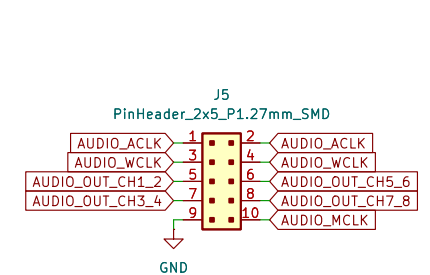 J5
PinHeader_2x5_P1.27mm_SMD
AUDIO_ACLK 1 2 AUDIO_ACLK
AUDIO_WCLK 3 4 AUDIO_WCLK
AUDIO_OUT_CH1_2 5 6 AUDIO_OUT_CH5_6
AUDIO_OUT_CH3_4 7 8 AUDIO_OUT_CH7_8
9 10 AUDIO_MCLK
GND